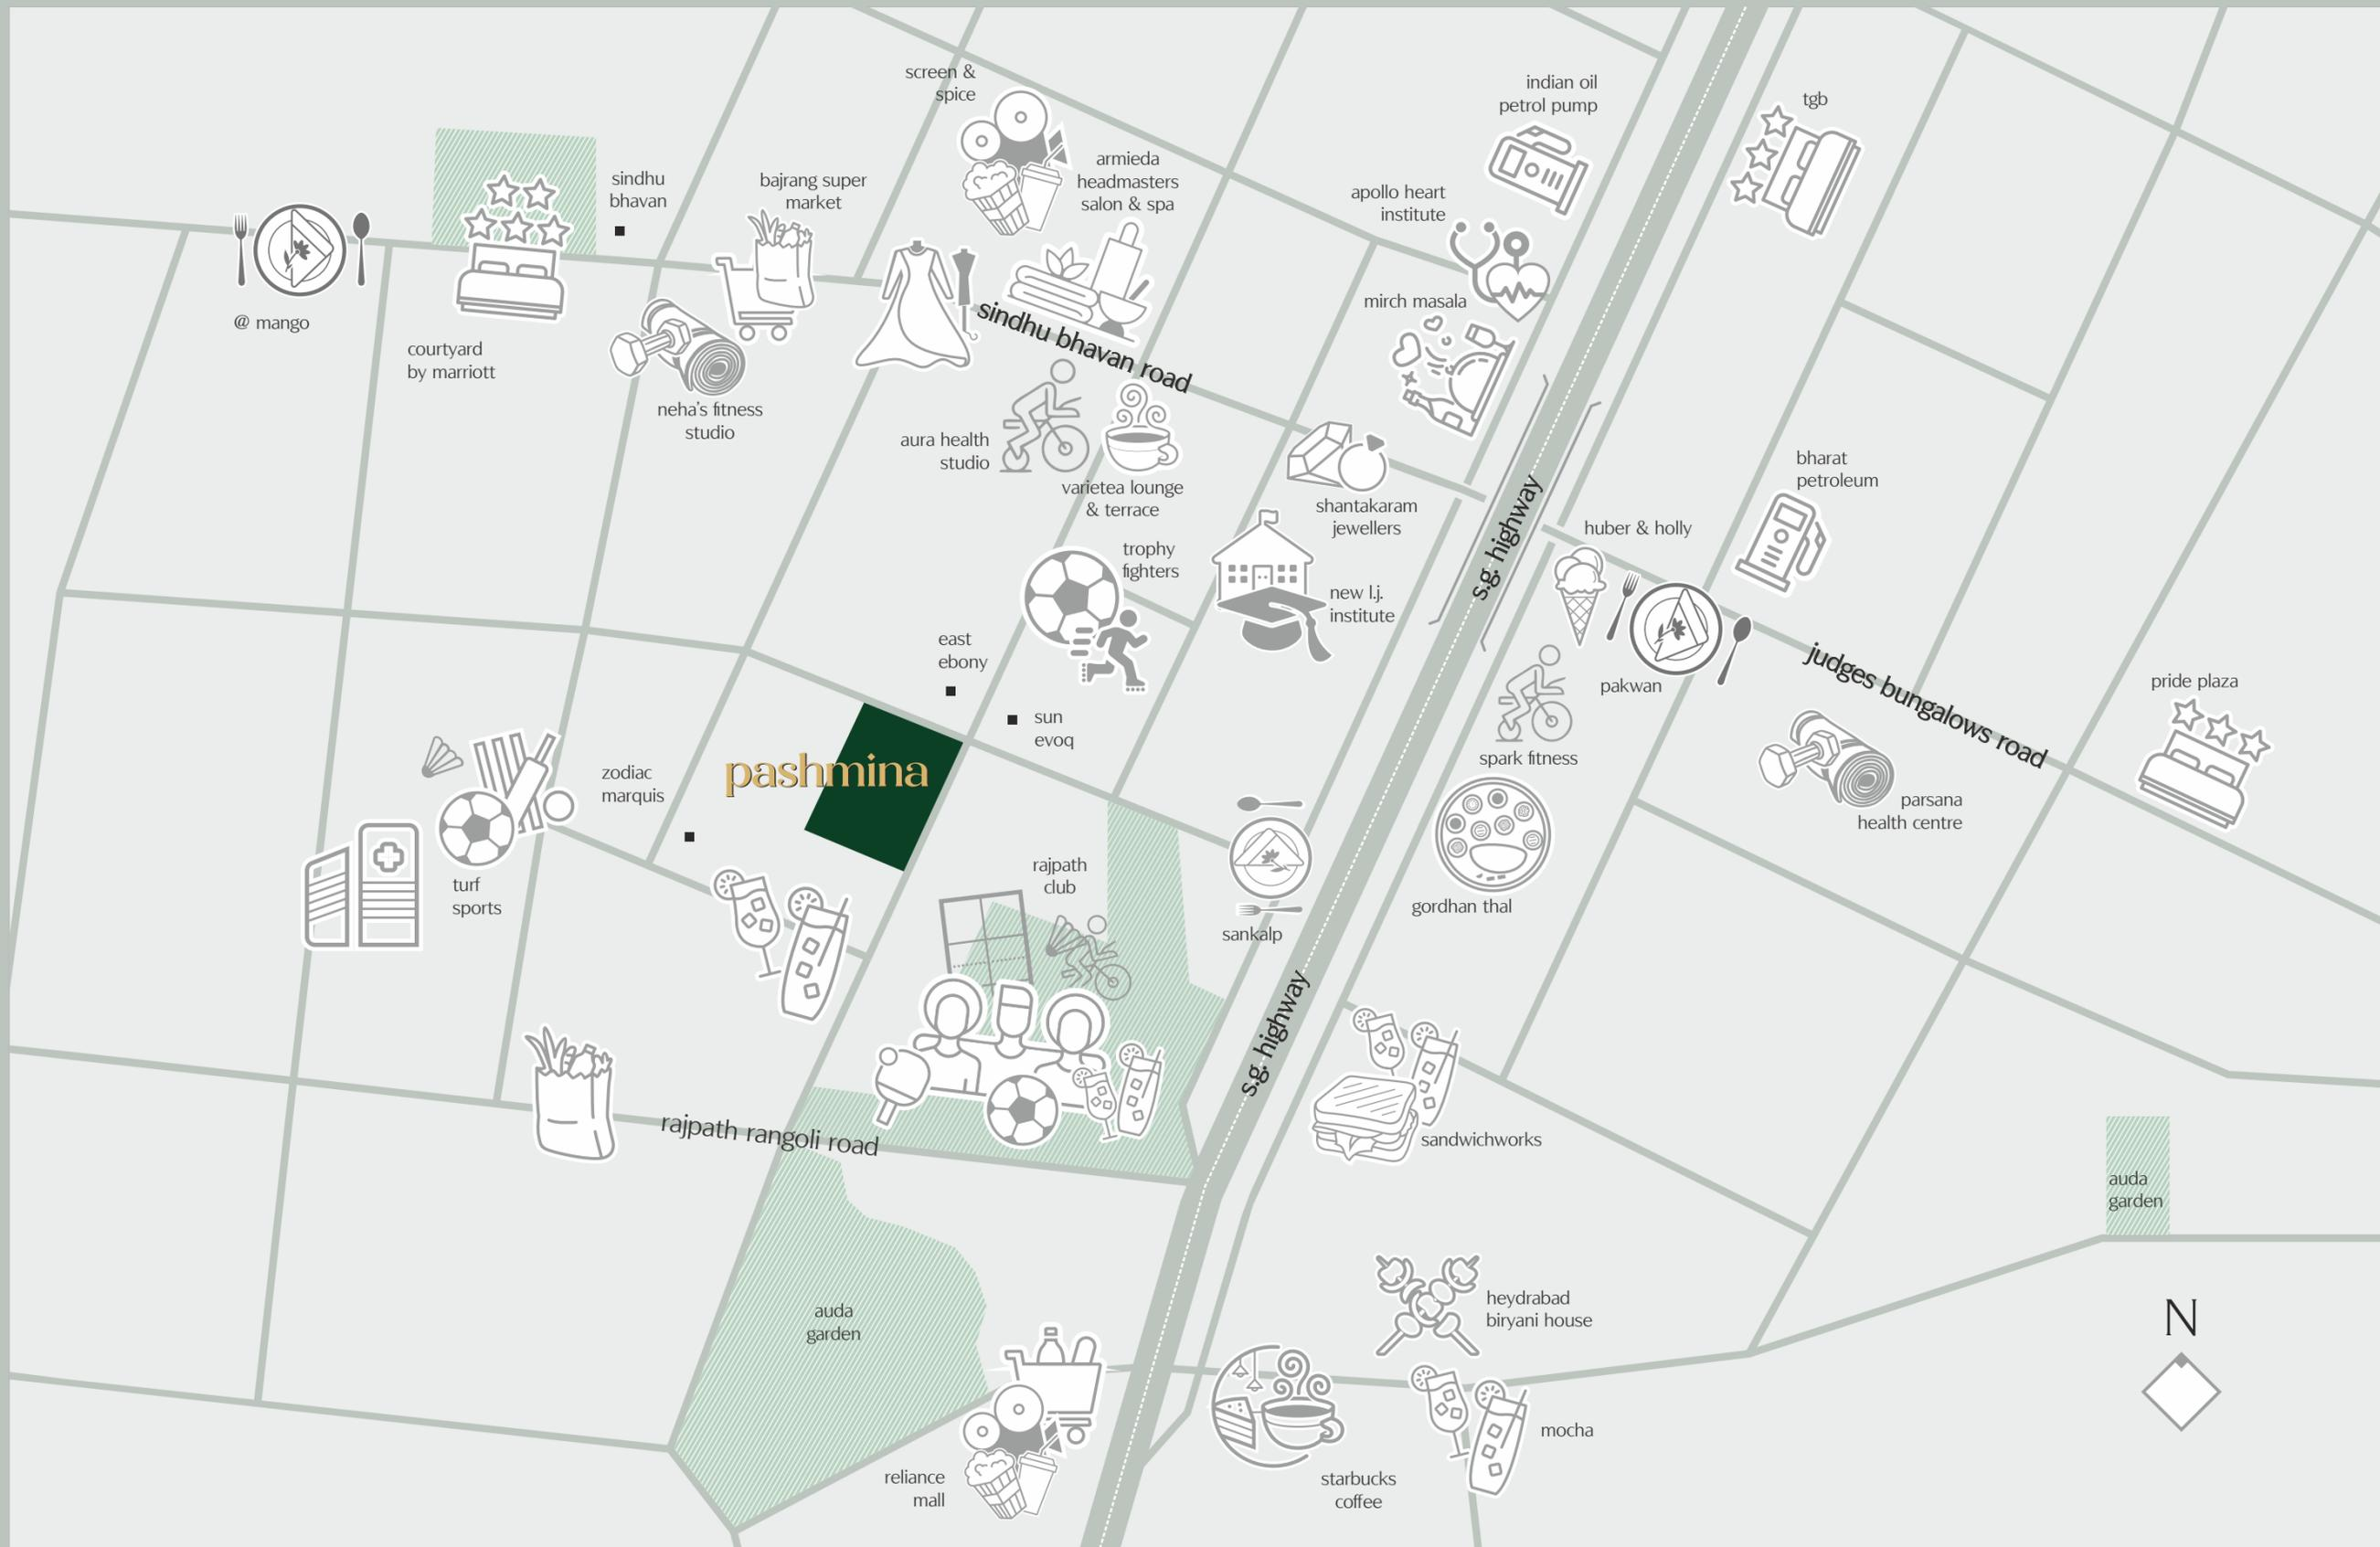 screen &
spice
indian oil
petrol pump
tgb
armieda
headmasters
salon & spa
sindhu
bhavan
bajrang super
market
apollo heart
institute
mirch masala
@ mango
courtyard
by marriott
sindhu bhavan road
neha's fitness
studio
aura health
studio
varietea lounge
& terrace
shantakaram
jewellers
s.g. highway
bharat
petroleum
huber & holly
trophy
fighters
new l.j.
institute
east
ebony
pakwan
judges bungalows road
pride plaza
sun
evoq
spark fitness
zodiac
marquis
pashmina
parsana
health centre
turf
sports
rajpath
club
gordhan thal
sankalp
s.g. highway
rajpath rangoli road
sandwichworks
auda
garden
auda
garden
heydrabad
biryani house
N
mocha
reliance
mall
starbucks
coffee